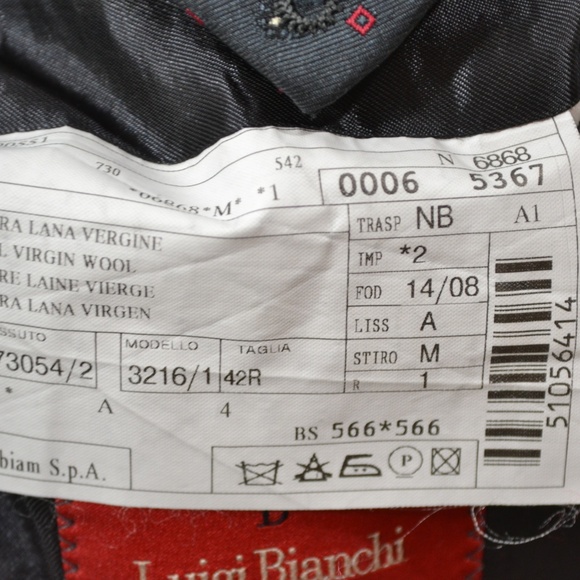 730 542 N 6868
*06868*M* *1 0006 5367
RA LANA VERGINE TRASP NB A1
L VIRGIN WOOL IMP *2
RE LAINE VIERGE FOD 14/08
RA LANA VIRGEN LISS A
SSUTO MODELLO TAGLIA STIRO M
73054/2 3216/1 42R R 1
* A 4
51056414
BS 566*566
biam S.p.A. P
B
Luigi Bianchi